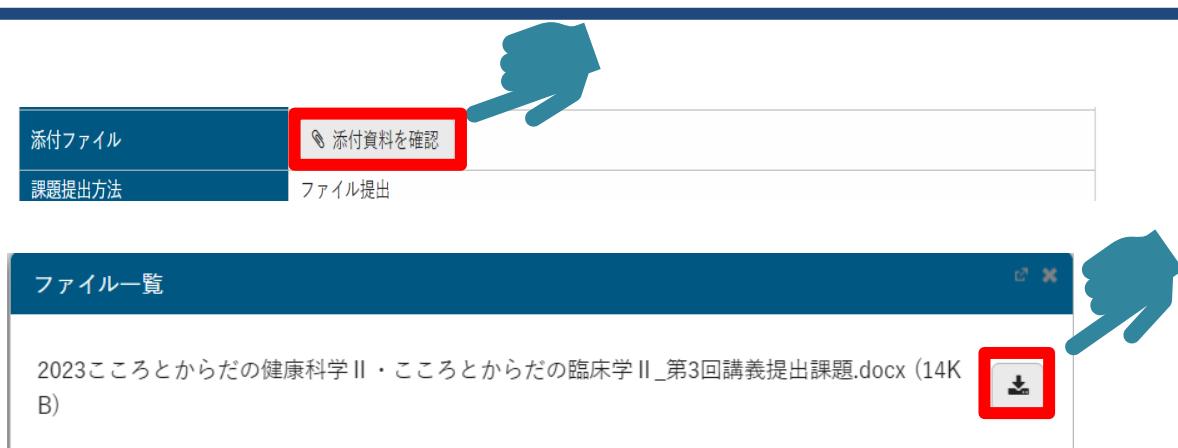 添付ファイル
添付資料を確認
課題提出方法
ファイル提出
ファイル一覧
2023こころとからだの健康科学Ⅱ・こころとからだの臨床学Ⅱ_第3回講義提出課題.docx (14K
B)